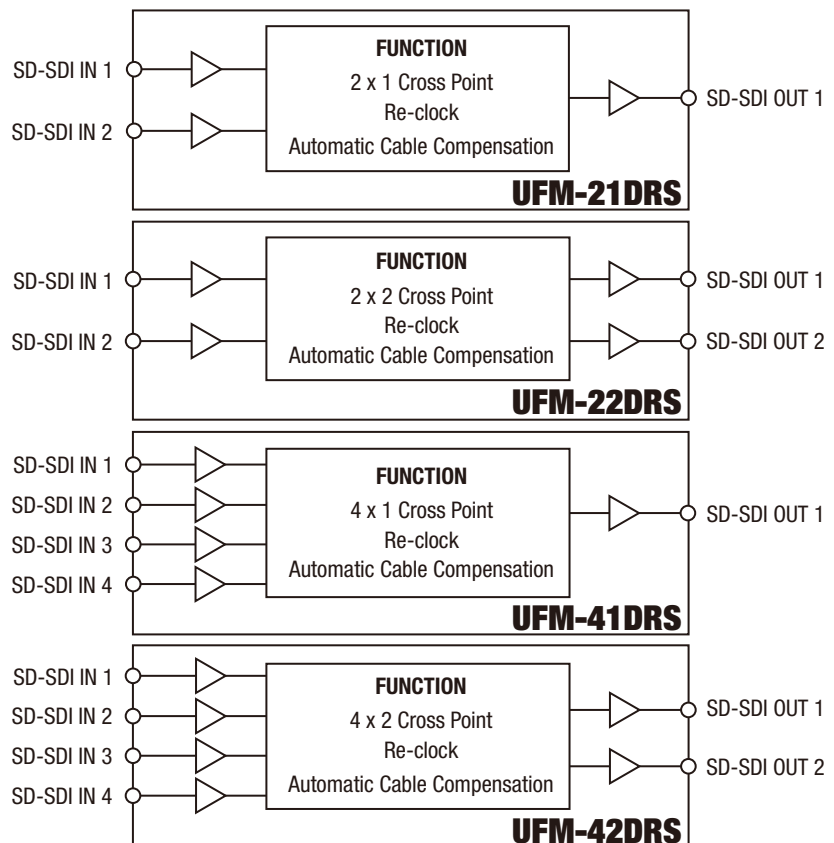 FUNCTION
SD-SDI IN 1
2 x 1 Cross Point
SD-SDI OUT 1
Re-clock
SD-SDI IN 2
Automatic Cable Compensation
UFM-21DRS
FUNCTION
SD-SDI IN 1
SD-SDI OUT 1
2 x 2 Cross Point
Re-clock
SD-SDI IN 2
SD-SDI OUT 2
Automatic Cable Compensation
UFM-22DRS
SD-SDI IN 1
FUNCTION
SD-SDI IN 2
4 x 1 Cross Point
SD-SDI OUT 1
SD-SDI IN 3
Re-clock
SD-SDI IN 4
Automatic Cable Compensation
UFM-41DRS
SD-SDI IN 1
FUNCTION
SD-SDI IN 2
4 x 2 Cross Point
SD-SDI OUT 1
SD-SDI IN 3
Re-clock
SD-SDI OUT 2
SD-SDI IN 4
Automatic Cable Compensation
UFM-42DRS